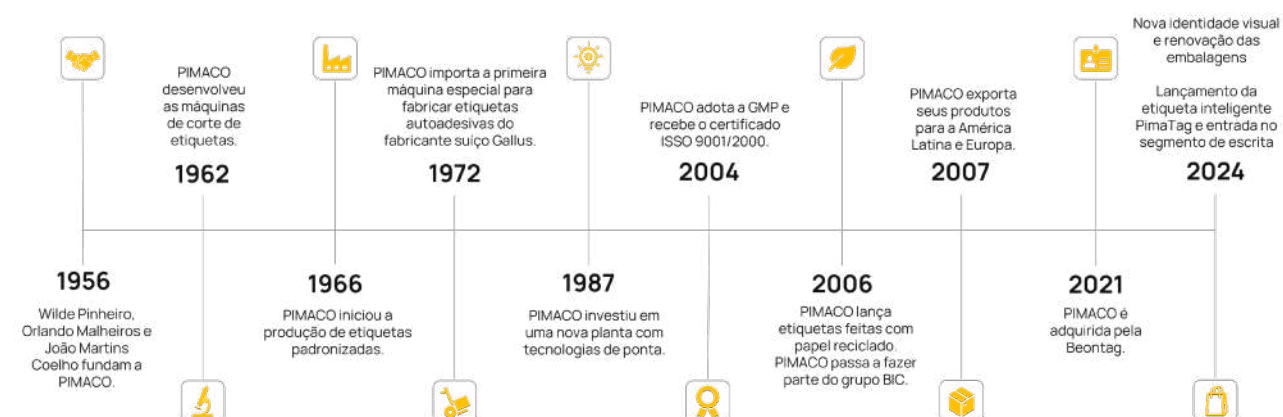 Nova identidade visual
e renovação das
embalagens
Lançamento da
etiqueta inteligente
PimaTag e entrada no
segmento de escrita
2024
PIMACO
desenvolveu
as máquinas
de corte de
etiquetas.
1962
PIMACO importa a primeira
máquina especial para
fabricar etiquetas
autoadesivas do
fabricante suíço Gallus.
1972
PIMACO adota a GMP e
recebe o certificado
ISSO 9001/2000.
2004
PIMACO exporta
seus produtos
para a América
Latina e Europa.
2007
1956
Wilde Pinheiro,
Orlando Malheiros e
João Martins
Coelho fundam a
PIMACO.
1966
PIMACO iniciou a
produção de etiquetas
padronizadas.
1987
PIMACO investiu em
uma nova planta com
tecnologias de ponta.
2006
PIMACO lança
etiquetas feitas com
papel reciclado.
PIMACO passa a fazer
parte do grupo BIC.
2021
PIMACO é
adquirida pela
Beontag.